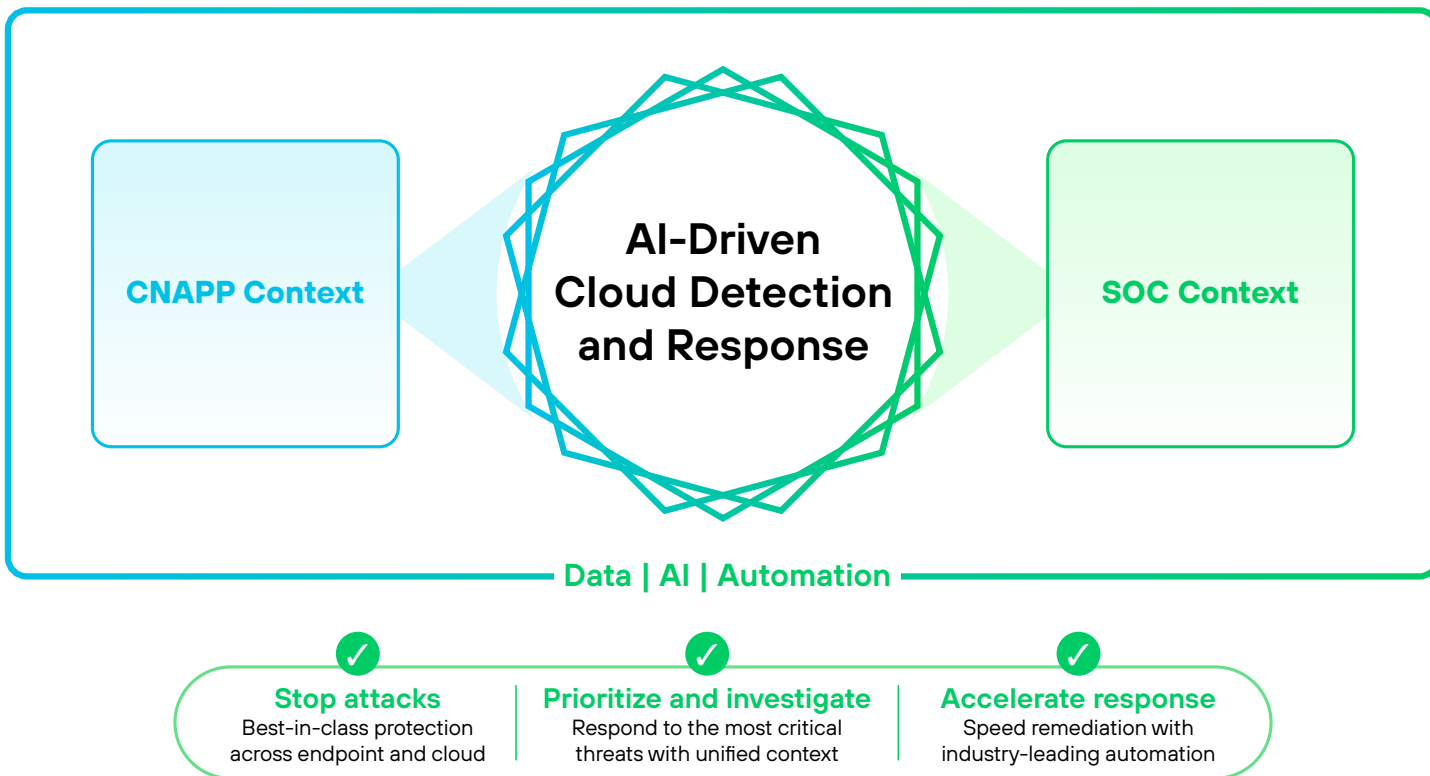 AI-Driven
Cloud Detection
and Response
CNAPP Context
SOC Context
Data | AI | Automation
Stop attacks
Best-in-class protection
across endpoint and cloud
Prioritize and investigate
Respond to the most critical
threats with unified context
Accelerate response
Speed remediation with
industry-leading automation